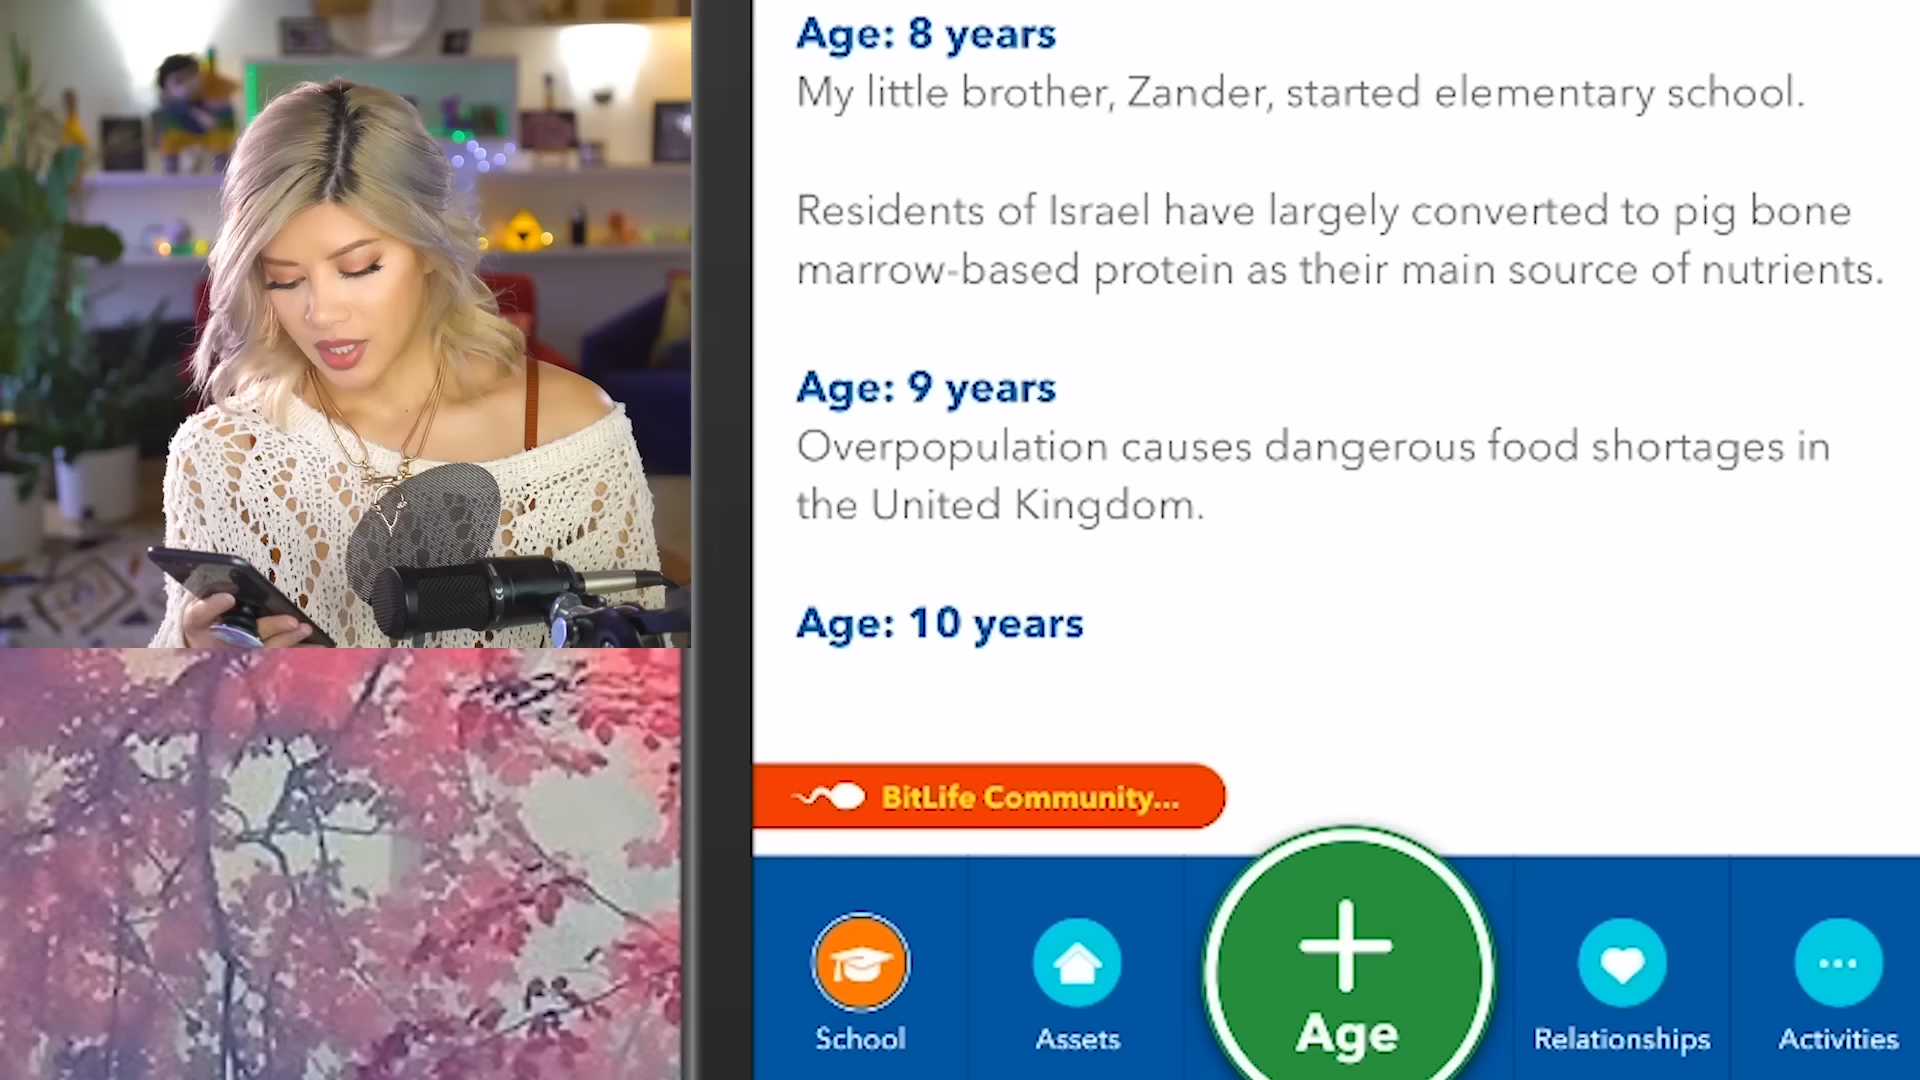 Age: 8 years
My little brother, Zander, started elementary school.
Residents of Israel have largely converted to pig bone
marrow-based protein as their main source of nutrients.
Age: 9 years
Overpopulation causes dangerous food shortages in
the United Kingdom.
Age: 10 years
BitLife Community...
School
Assets
Age
Relationships
Activities